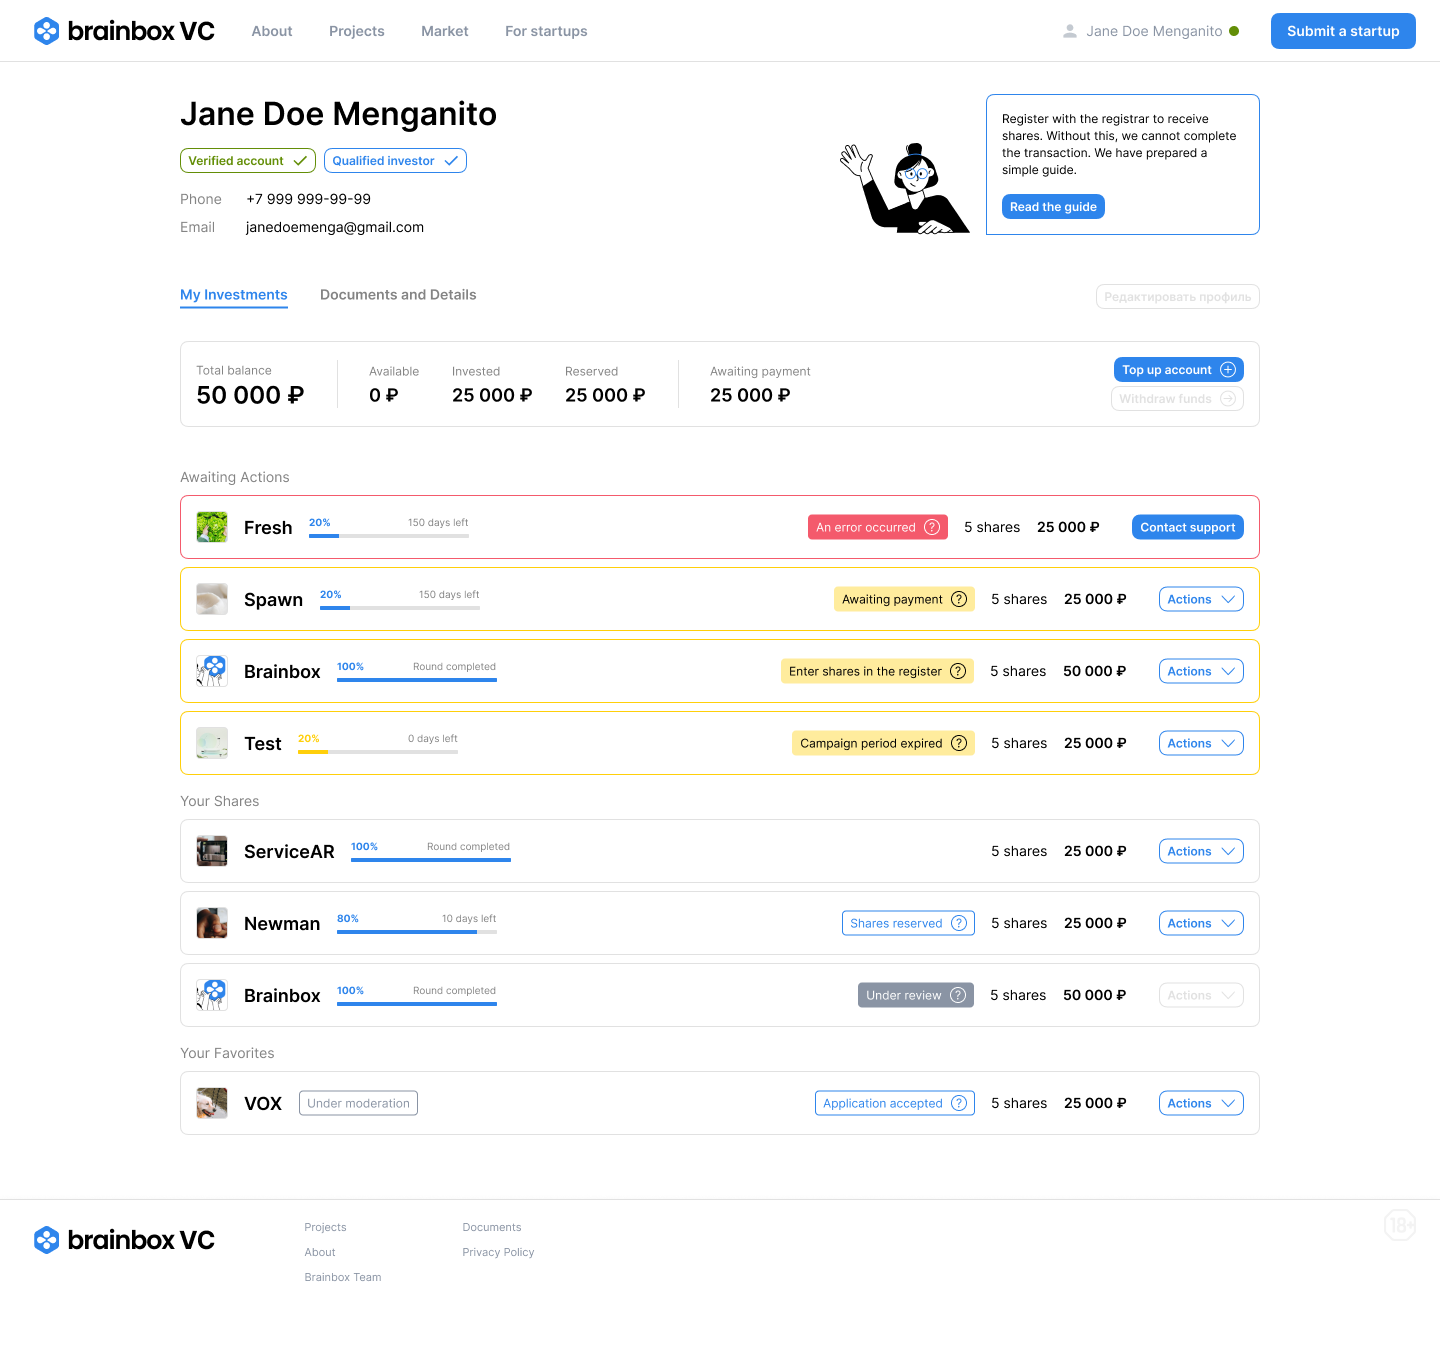 brainbox VC
About
Projects
Market
For startups
Jane Doe Menganito
Submit a startup
Jane Doe Menganito
Verified account
Qualified investor
Phone
+7 999 999-99-99
Email
janedoemenga@gmail.com
Register with the registrar to receive
shares. Without this, we cannot complete
the transaction. We have prepared a
simple guide.
Read the guide
My Investments
Documents and Details
Редактировать профиль
Total balance
50 000 ₽
Available
0 ₽
Invested
25 000 ₽
Reserved
25 000 ₽
Awaiting payment
25 000 ₽
Top up account
Withdraw funds
Awaiting Actions
Fresh
20%
150 days left
An error occurred ?
5 shares
25 000 ₽
Contact support
Spawn
20%
150 days left
Awaiting payment ?
5 shares
25 000 ₽
Actions
Brainbox
100%
Round completed
Enter shares in the register ?
5 shares
50 000 ₽
Actions
Test
20%
0 days left
Campaign period expired ?
5 shares
25 000 ₽
Actions
Your Shares
ServiceAR
100%
Round completed
5 shares
25 000 ₽
Actions
Newman
80%
10 days left
Shares reserved ?
5 shares
25 000 ₽
Actions
Brainbox
100%
Round completed
Under review ?
5 shares
50 000 ₽
Actions
Your Favorites
VOX
Under moderation
Application accepted ?
5 shares
25 000 ₽
Actions
brainbox VC
Projects
About
Brainbox Team
Documents
Privacy Policy
18+